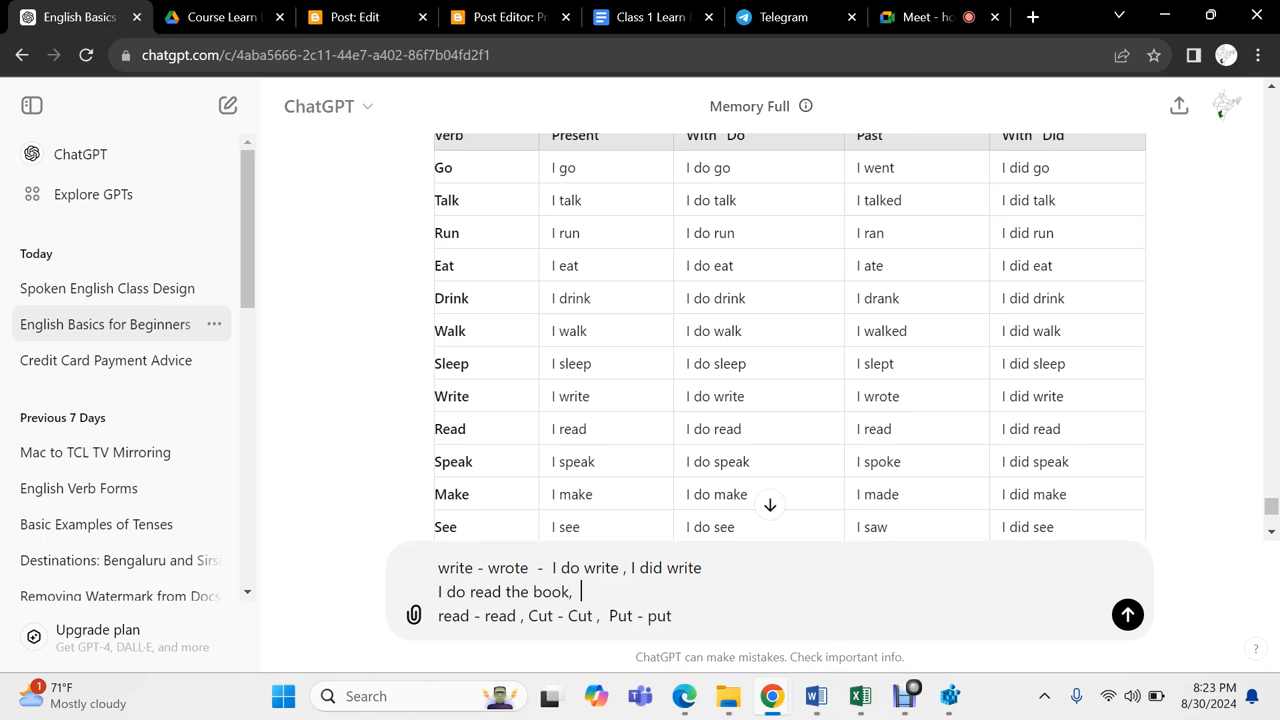 English Basics
Course Learn
Post: Edit
Post Editor: Pr
Class 1 Learn
Telegram
Meet - ho
chatgpt.com/c/4aba5666-2c11-44e7-a402-86f7b04fd2f1
ChatGPT
Memory Full
ChatGPT
Explore GPTs
Today
Spoken English Class Design
English Basics for Beginners
Credit Card Payment Advice
Previous 7 Days
Mac to TCL TV Mirroring
English Verb Forms
Basic Examples of Tenses
Destinations: Bengaluru and Sirs
Removing Watermark from Docs
Upgrade plan
Get GPT-4, DALL·E, and more
Verb Present With "Do" Past With "Did"
Go I go I do go I went I did go
Talk I talk I do talk I talked I did talk
Run I run I do run I ran I did run
Eat I eat I do eat I ate I did eat
Drink I drink I do drink I drank I did drink
Walk I walk I do walk I walked I did walk
Sleep I sleep I do sleep I slept I did sleep
Write I write I do write I wrote I did write
Read I read I do read I read I did read
Speak I speak I do speak I spoke I did speak
Make I make I do make I made I did make
See I see I do see I saw I did see
write - wrote - I do write , I did write
I do read the book,
read - read , Cut - Cut , Put - put
ChatGPT can make mistakes. Check important info.
?
1
71°F
Mostly cloudy
Search
8:23 PM
8/30/2024